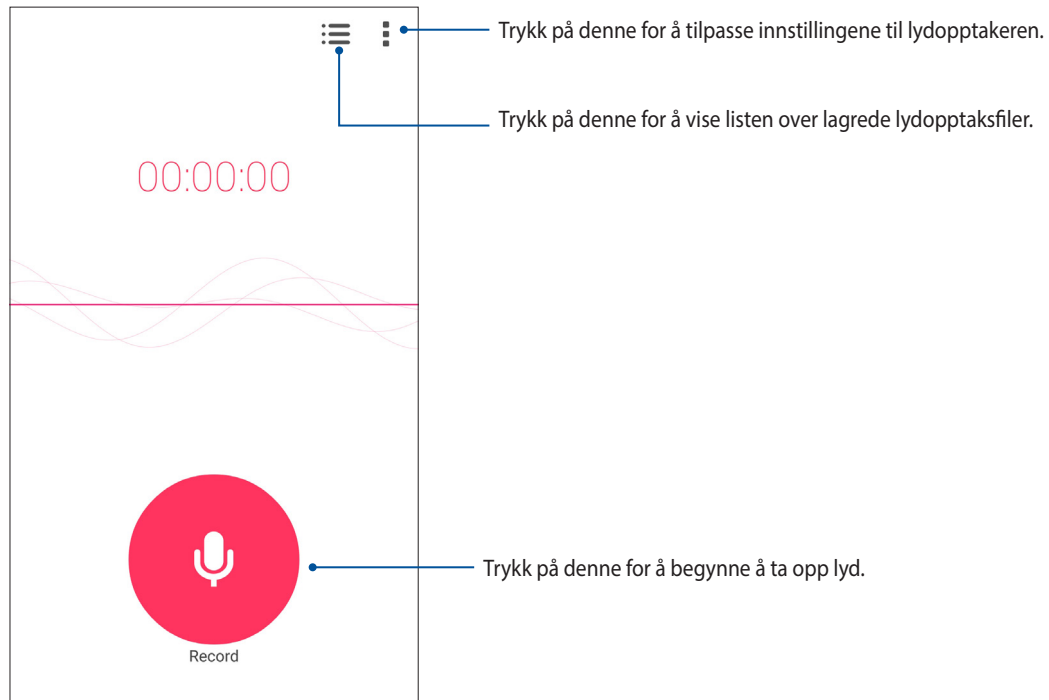 Trykk på denne for å tilpasse innstillingene til lydopptakeren.
Trykk på denne for å vise listen over lagrede lydopptaksfiler.
00:00:00
Trykk på denne for å begynne å ta opp lyd.
Record